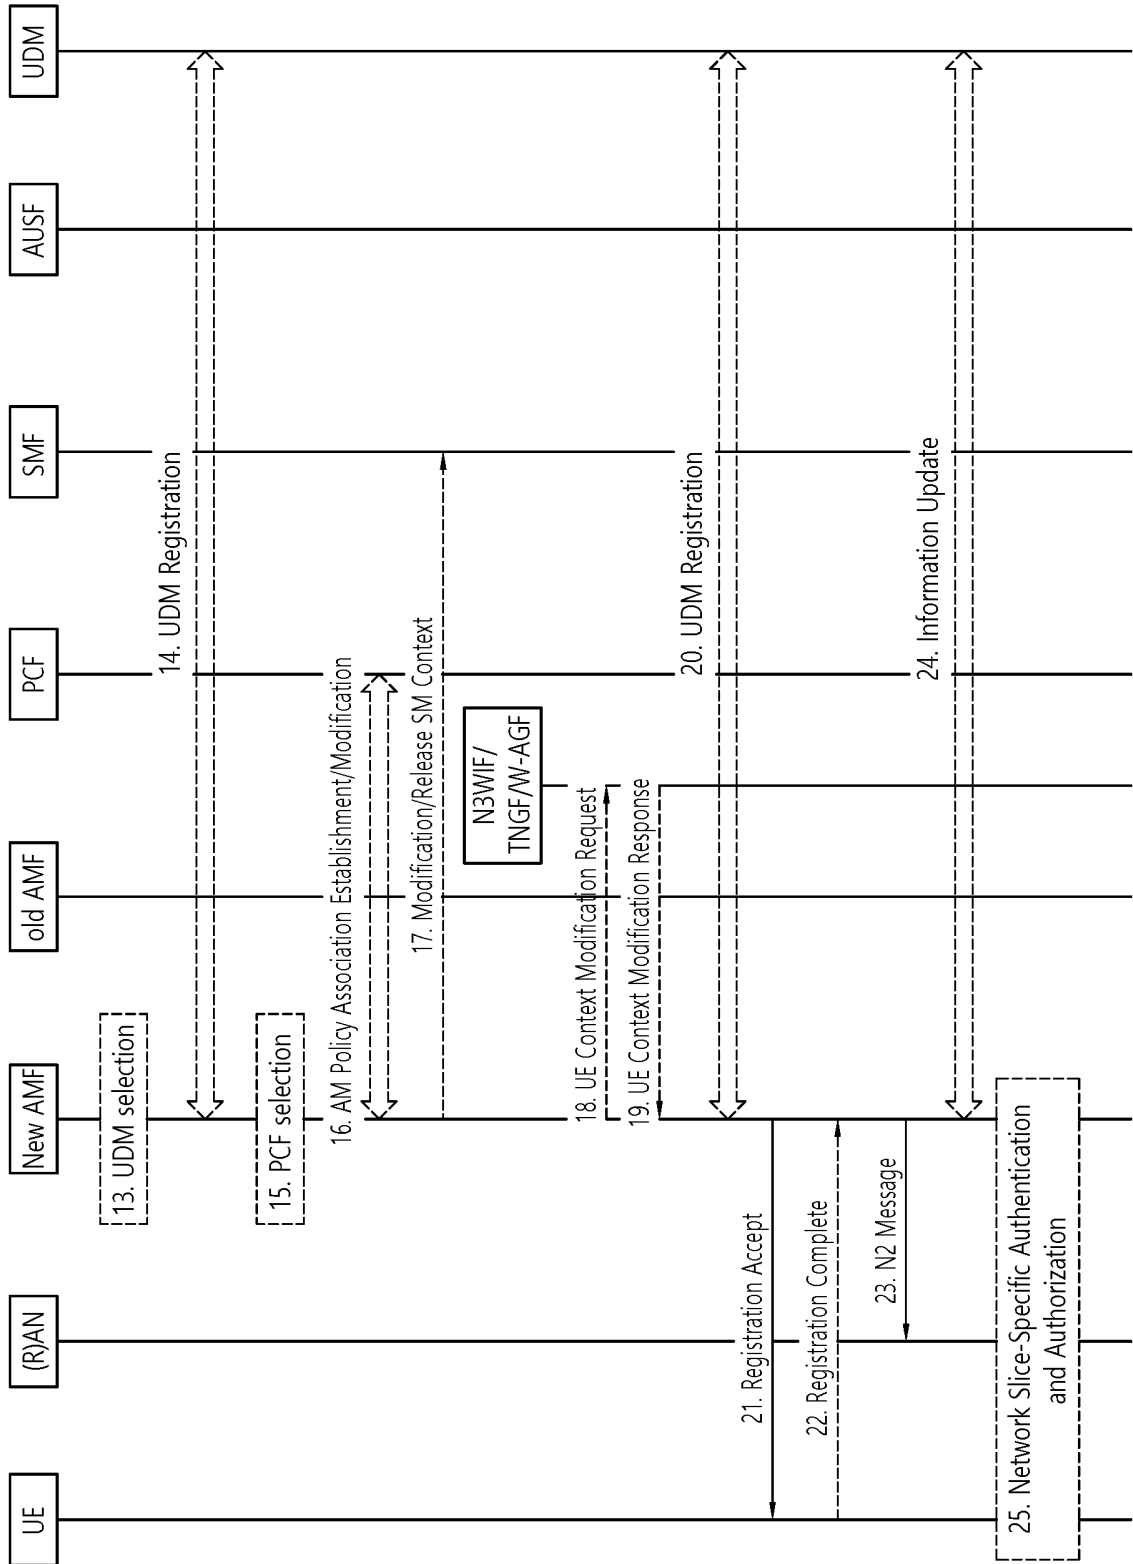 UE
(R)AN
New AMF
old AMF
PCF
SMF
AUSF
UDM
13. UDM selection
14. UDM Registration
15. PCF selection
16. AM Policy Association Establishment/Modification
17. Modification/Release SM Context
N3WIF/
TNGF/W-AGF
18. UE Context Modification Request
19. UE Context Modification Response
20. UDM Registration
21. Registration Accept
22. Registration Complete
23. N2 Message
24. Information Update
25. Network Slice-Specific Authentication
and Authorization